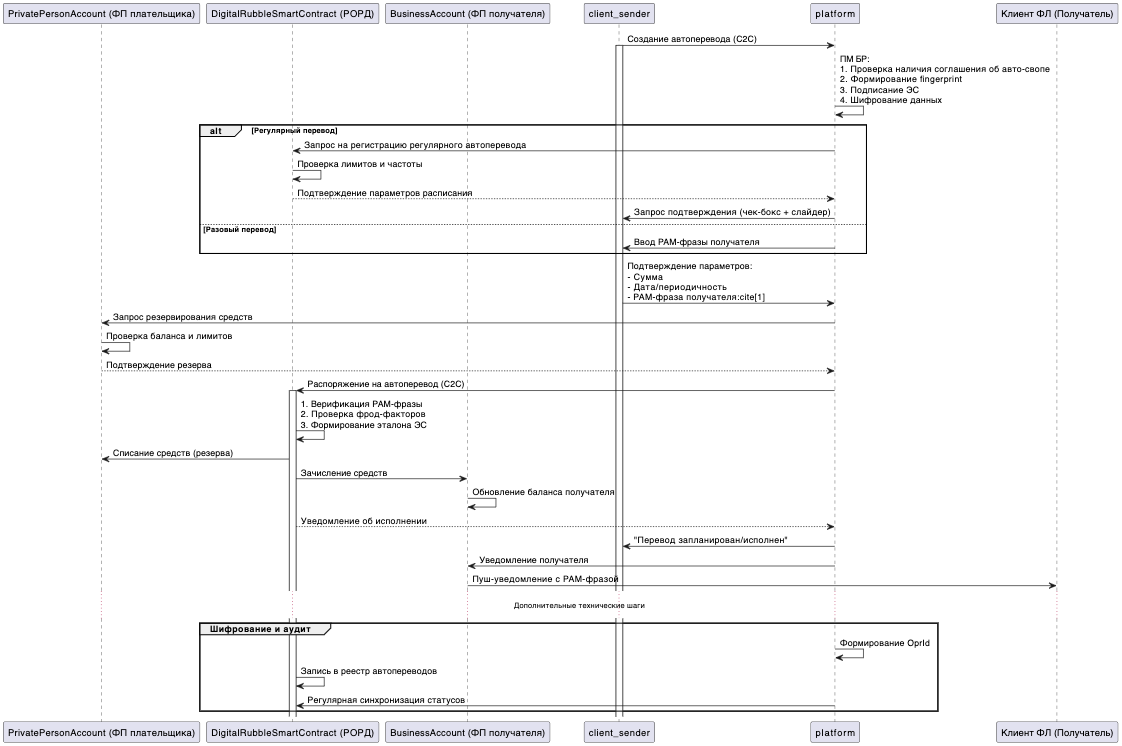 PrivatePersonAccount (ФП плательщика)
DigitalRubbleSmartContract (РОРД)
BusinessAccount (ФП получателя)
client_sender
platform
Клиент ФЛ (Получатель)
Создание автоперевода (C2C)
ПМ БР:
1. Проверка наличия соглашения об авто-свопе
2. Формирование fingerprint
3. Подписание ЭС
4. Шифрование данных
alt
[Регулярный перевод]
Запрос на регистрацию регулярного автоперевода
Проверка лимитов и частоты
Подтверждение параметров расписания
Запрос подтверждения (чек-бокс + слайдер)
[Разовый перевод]
Ввод PAM-фразы получателя
Подтверждение параметров:
- Сумма
- Дата/периодичность
- PAM-фраза получателя:cite[1]
Запрос резервирования средств
Проверка баланса и лимитов
Подтверждение резерва
Распоряжение на автоперевод (C2C)
1. Верификация PAM-фразы
2. Проверка фрод-факторов
3. Формирование эталона ЭС
Списание средств (резерва)
Зачисление средств
Обновление баланса получателя
Уведомление об исполнении
"Перевод запланирован/исполнен"
Уведомление получателя
Пуш-уведомление с PAM-фразой
Дополнительные технические шаги
Шифрование и аудит
Формирование OprId
Запись в реестр автопереводов
Регулярная синхронизация статусов
PrivatePersonAccount (ФП плательщика)
DigitalRubbleSmartContract (РОРД)
BusinessAccount (ФП получателя)
client_sender
platform
Клиент ФЛ (Получатель)